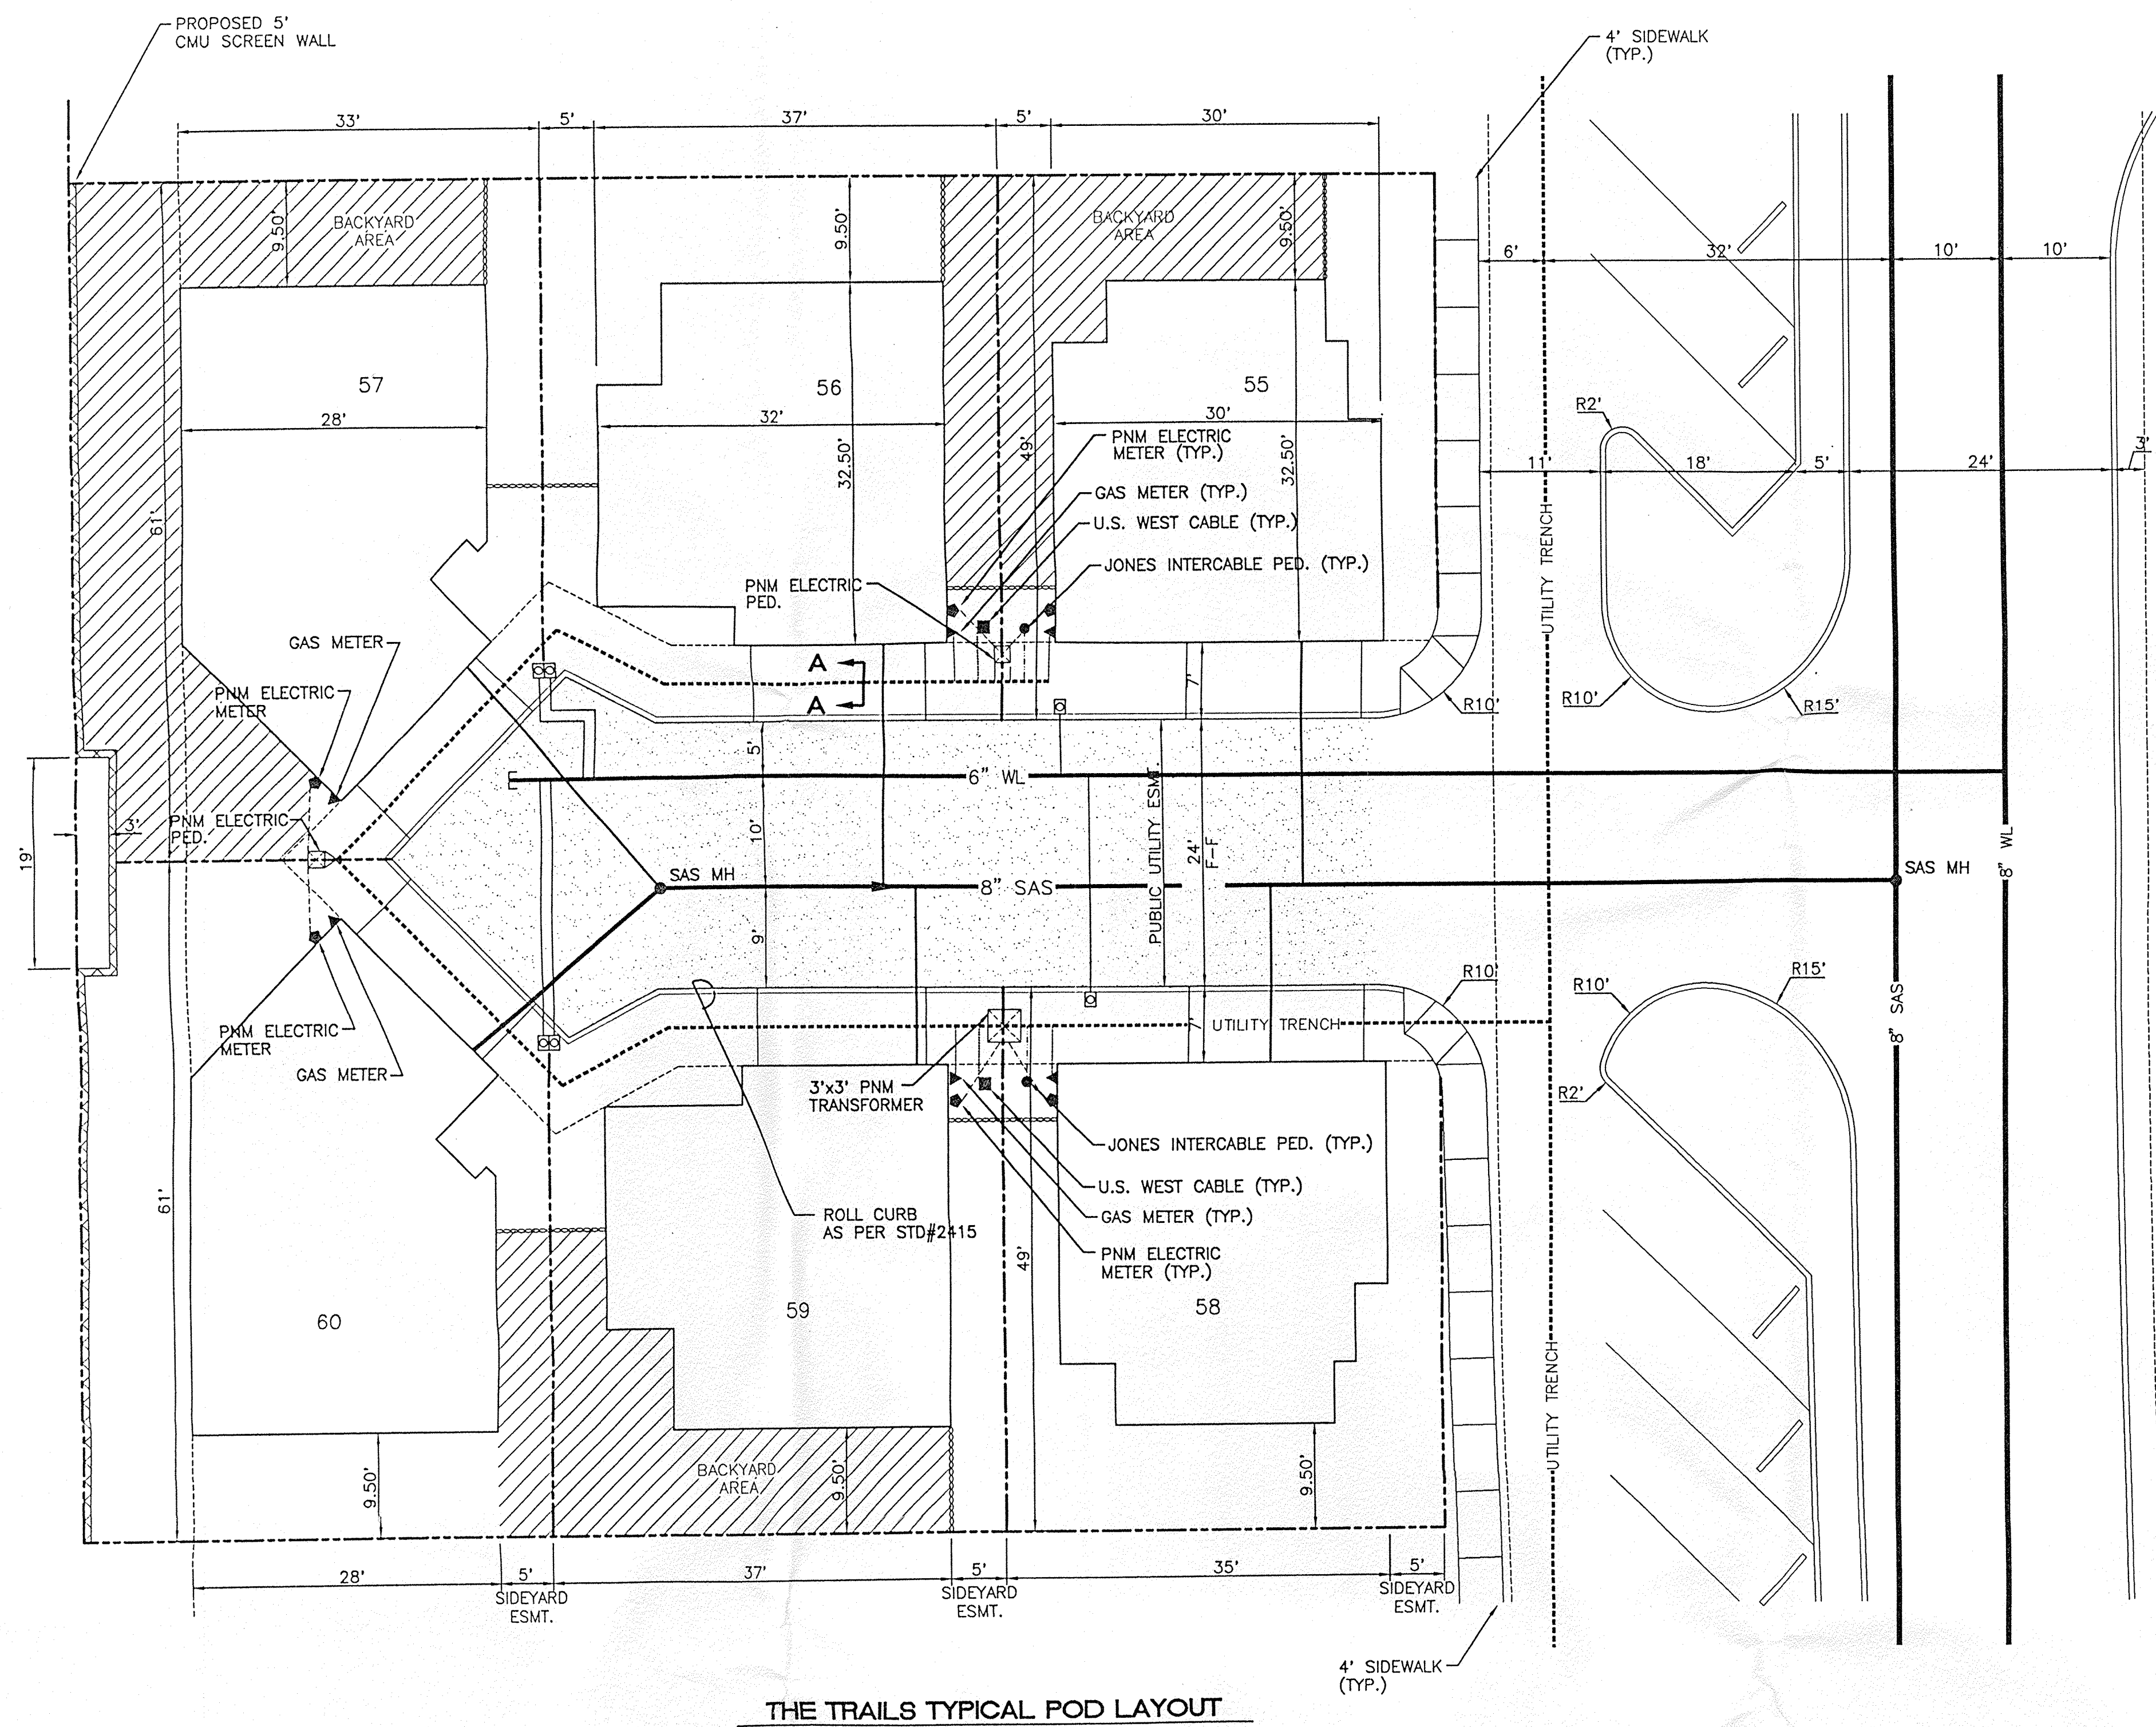 PROPOSED 5'
CMU SCREEN WALL
4' SIDEWALK
(TYP.)
33'
5'
37'
5'
30'
9.50'
BACKYARD
AREA
9.50'
BACKYARD
AREA
9.50'
6'
32'
10'
10'
57
56
55
28'
32'
30'
R2'
61'
32.50'
49'
32.50'
PNM ELECTRIC
METER (TYP.)
GAS METER (TYP.)
U.S. WEST CABLE (TYP.)
JONES INTERCABLE PED. (TYP.)
11'
18'
5'
24'
3'
UTILITY TRENCH
PNM ELECTRIC
PED.
GAS METER
PNM ELECTRIC
METER
A
A
7'
R10'
R10'
R15'
5'
6" WL
PUBLIC UTILITY ESMT.
PNM ELECTRIC
PED.
3'
19'
10'
24'
F-F
SAS MH
8" SAS
SAS MH
8" WL
9'
R10'
R10'
R15'
8" SAS
PNM ELECTRIC
METER
GAS METER
7'
UTILITY TRENCH
3'x3' PNM
TRANSFORMER
R2'
JONES INTERCABLE PED. (TYP.)
U.S. WEST CABLE (TYP.)
GAS METER (TYP.)
PNM ELECTRIC
METER (TYP.)
ROLL CURB
AS PER STD#2415
61'
49'
60
59
58
UTILITY TRENCH
9.50'
BACKYARD
AREA
9.50'
9.50'
28'
5'
37'
5'
35'
5'
SIDEYARD
ESMT.
SIDEYARD
ESMT.
SIDEYARD
ESMT.
4' SIDEWALK
(TYP.)
THE TRAILS TYPICAL POD LAYOUT